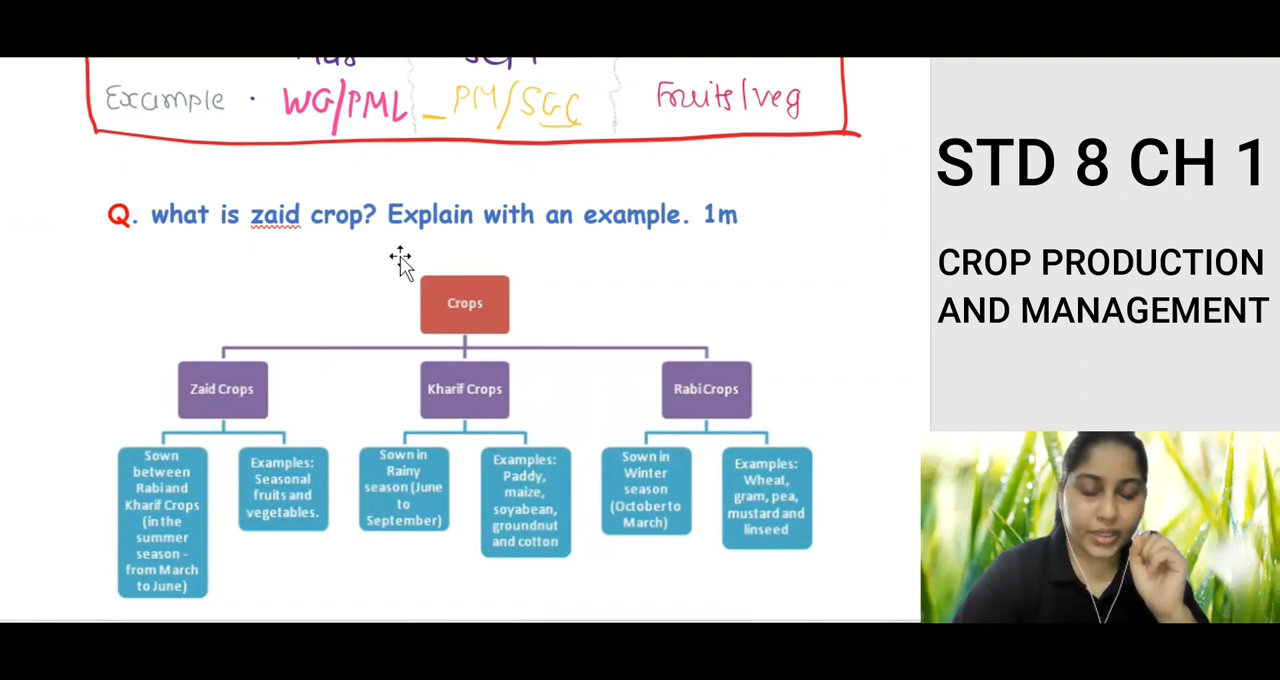 Example · WG/PML PM/SGC Fruits/veg
Q. what is zaid crop? Explain with an example. 1m
Crops
Zaid Crops
Kharif Crops
Rabi Crops
Sown
between
Rabi and
Kharif Crops
(in the
summer
season -
from March
to June)
Examples:
Seasonal
fruits and
vegetables.
Sown in
Rainy
season (June
to
September)
Examples:
Paddy,
maize,
soyabean,
groundnut
and cotton
Sown in
Winter
season
(October to
March)
Examples:
Wheat,
gram, pea,
mustard and
linseed
STD 8 CH 1
CROP PRODUCTION
AND MANAGEMENT